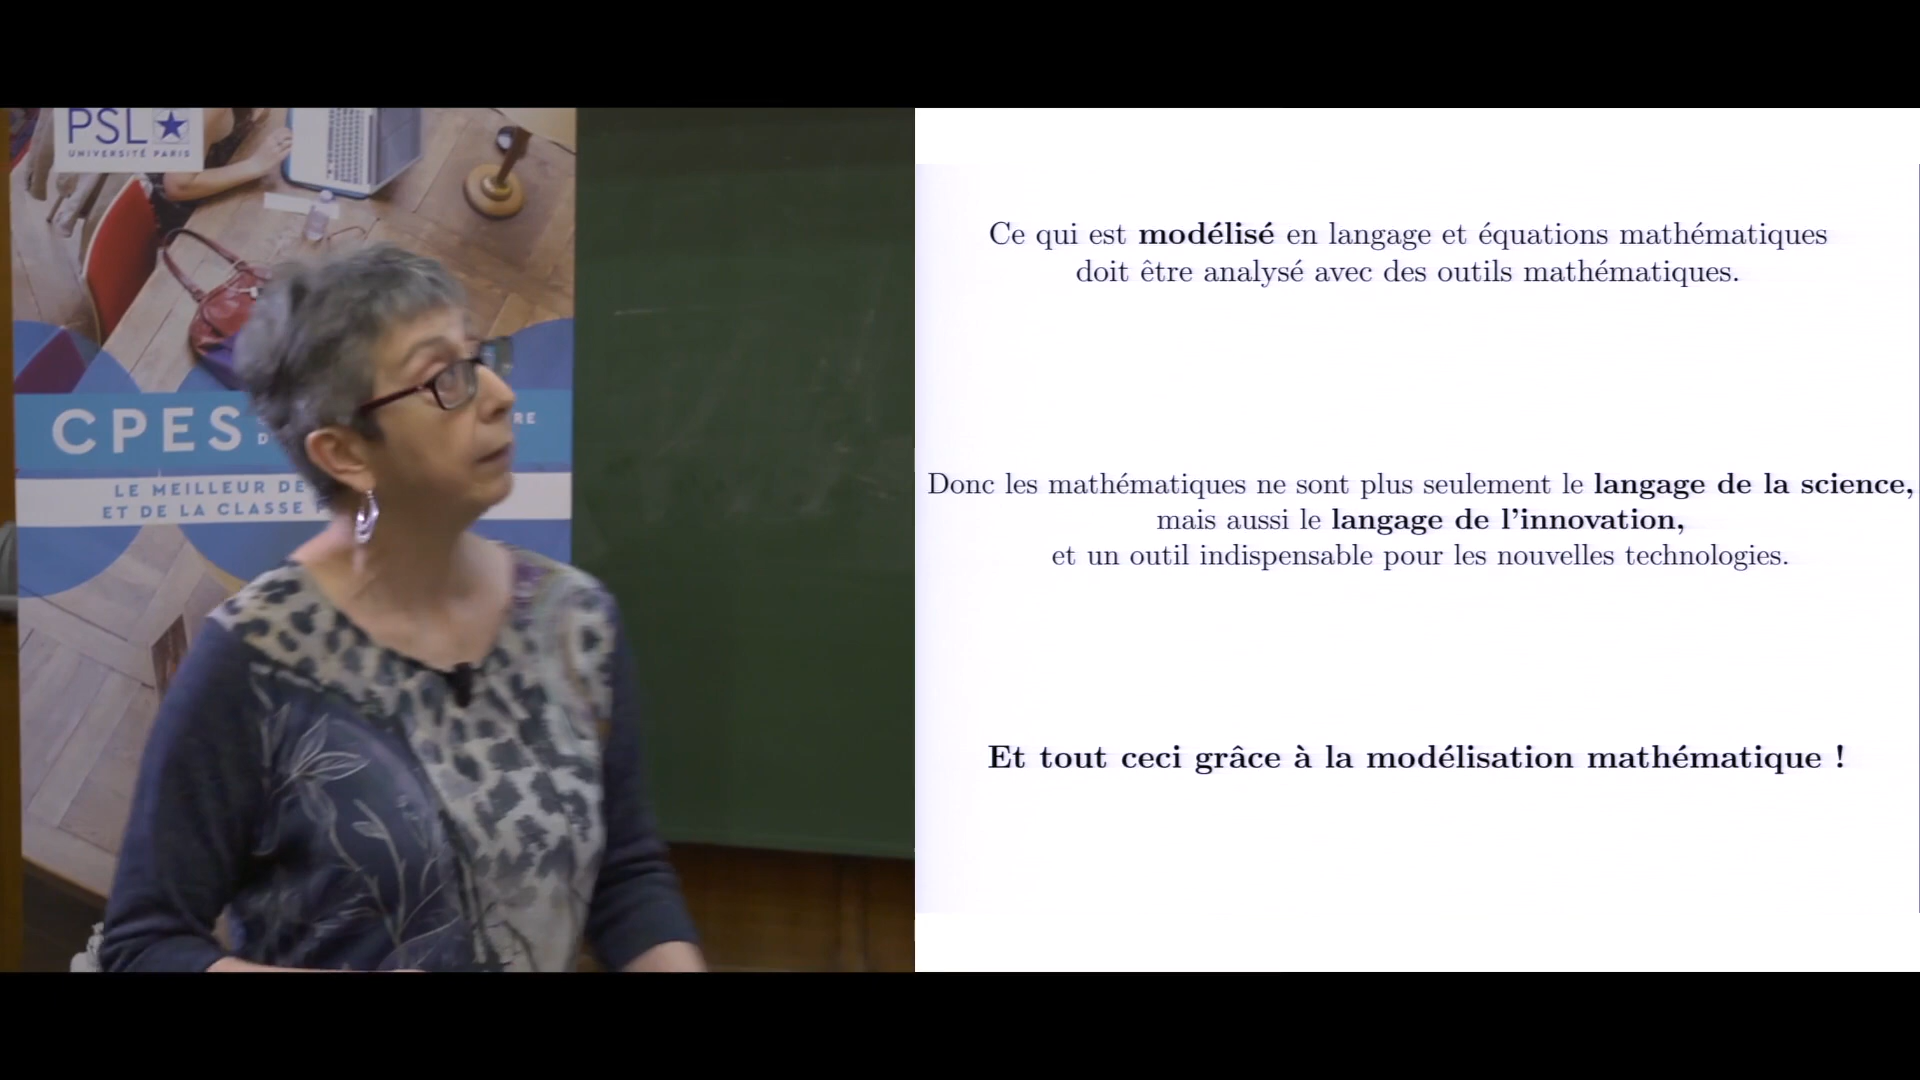 PSL
UNIVERSITÉ PARIS
CPES
RE
D
LE MEILLEUR DE
ET DE LA CLASSE P
Ce qui est modélisé en langage et équations mathématiques
doit être analysé avec des outils mathématiques.
Donc les mathématiques ne sont plus seulement le langage de la science,
mais aussi le langage de l'innovation,
et un outil indispensable pour les nouvelles technologies.
Et tout ceci grâce à la modélisation mathématique !